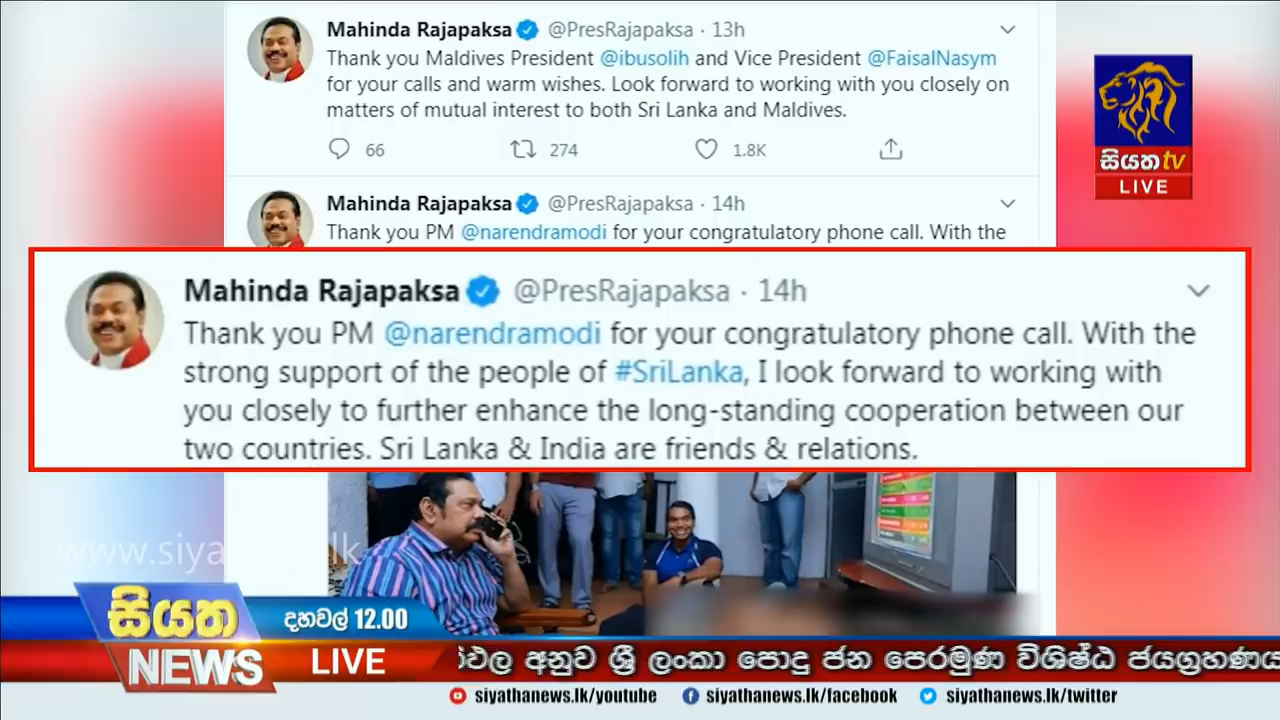 Mahinda Rajapaksa @PresRajapaksa · 13h
Thank you Maldives President @ibusolih and Vice President @FaisalNasym
for your calls and warm wishes. Look forward to working with you closely on
matters of mutual interest to both Sri Lanka and Maldives.
66 274 1.8K
සියත tv
LIVE
Mahinda Rajapaksa @PresRajapaksa · 14h
Thank you PM @narendramodi for your congratulatory phone call. With the
Mahinda Rajapaksa @PresRajapaksa · 14h
Thank you PM @narendramodi for your congratulatory phone call. With the
strong support of the people of #SriLanka, I look forward to working with
you closely to further enhance the long-standing cooperation between our
two countries. Sri Lanka & India are friends & relations.
සියත
දහවල් 12.00
NEWS
LIVE
අනුව ශ්‍රී ලංකා පොදු ජන පෙරමුණ විශිෂ්ඨ ජයග්‍රහණය
siyathanews.lk/youtube siyathanews.lk/facebook siyathanews.lk/twitter